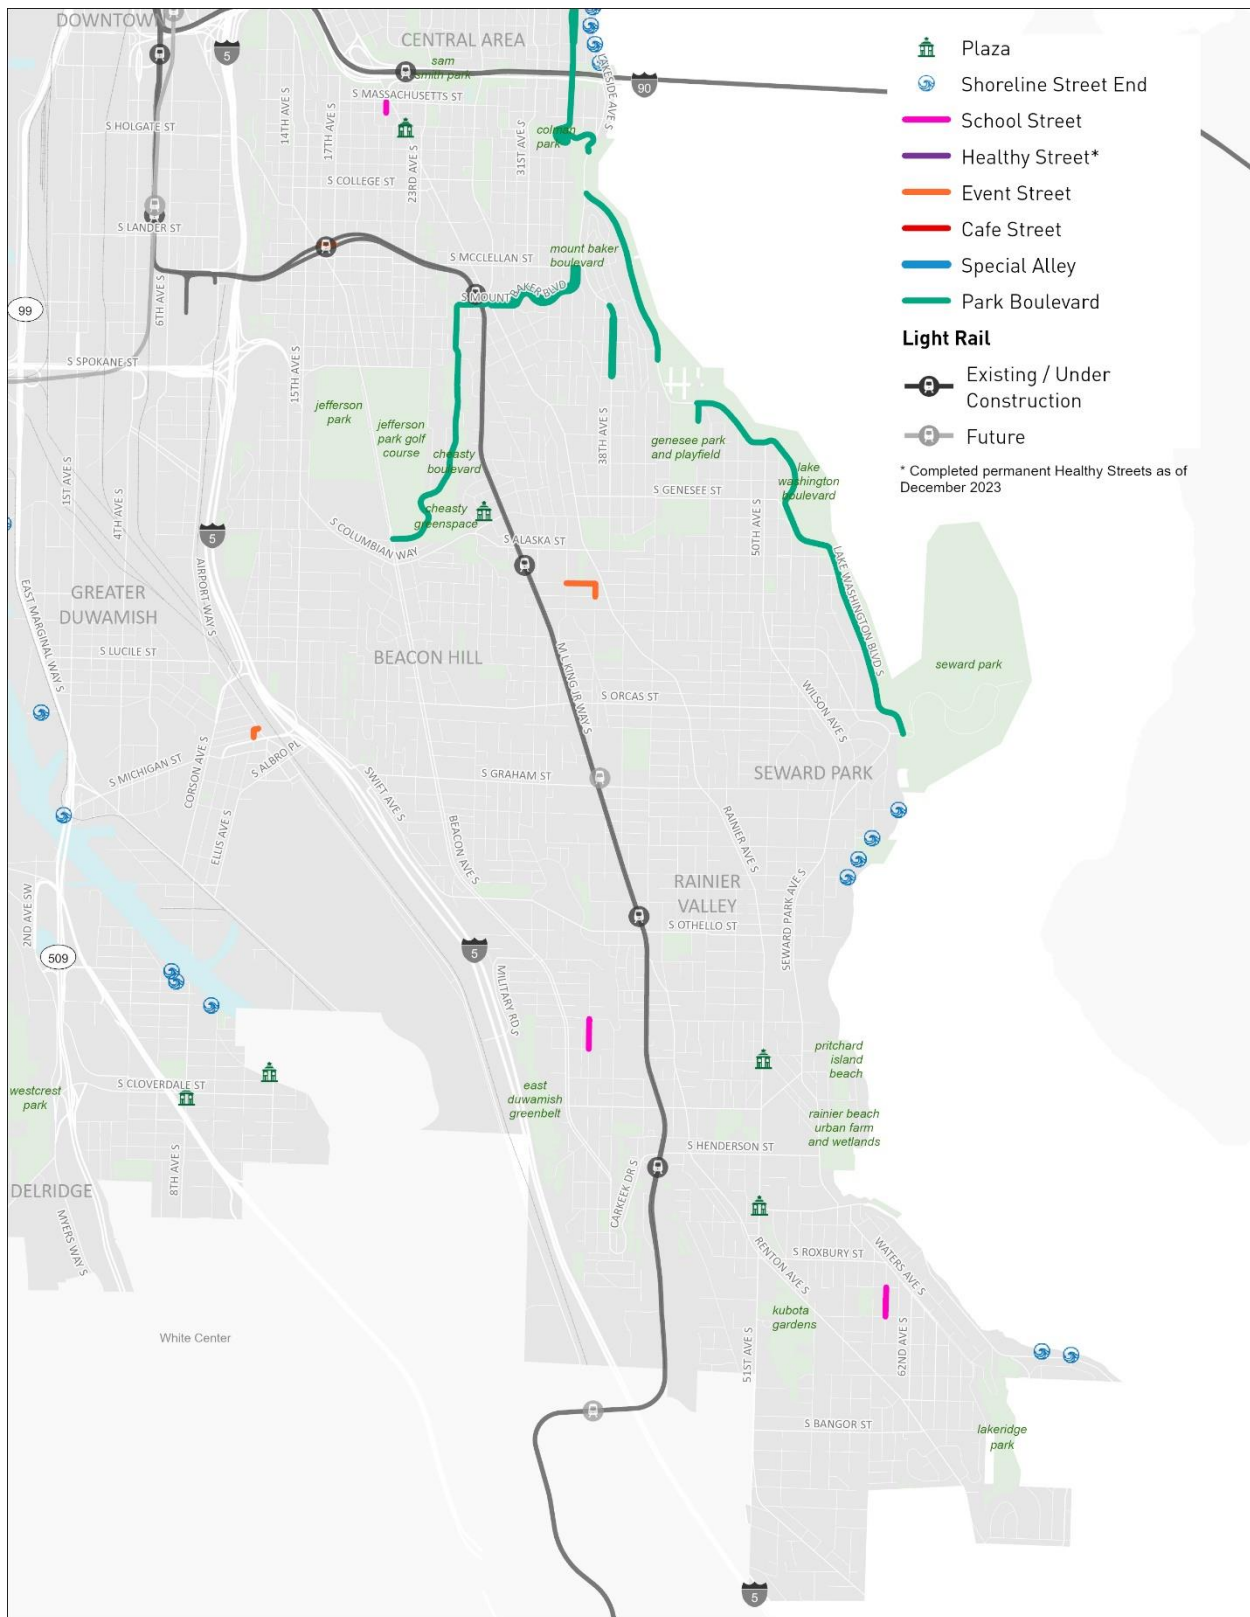 DOWNTOWN
CENTRAL AREA
5
sam
smith park
S MASSACHUSETTS ST
90
LAKESIDE AVE S
S HOLGATE ST
14TH AVE S
17TH AVE S
23RD AVE S
31ST AVE S
colman
park
S COLLEGE ST
S LANDER ST
S MCCLELLAN ST
mount baker
boulevard
S MOUNT BAKER BLVD
99
6TH AVE S
S SPOKANE ST
15TH AVE S
jefferson
park
jefferson
park golf
course
cheasty
boulevard
38TH AVE S
genesee park
and playfield
lake
washington
boulevard
S GENESEE ST
50TH AVE S
1ST AVE S
4TH AVE S
5
cheasty
greenspace
S COLUMBIAN WAY
S ALASKA ST
AIRPORT WAY S
EAST MARGINAL WAY S
GREATER
DUWAMISH
LAKE WASHINGTON BLVD S
S LUCILE ST
BEACON HILL
M L KING JR WAY S
S ORCAS ST
WILSON AVE S
seward park
S MICHIGAN ST
CORSON AVE S
S ALBRO PL
SWIFT AVE S
S GRAHAM ST
SEWARD PARK
ELLIS AVE S
BEACON AVE S
RAINIER AVE S
RAINIER
VALLEY
2ND AVE SW
S OTHELLO ST
SEWARD PARK AVE S
509
5
MILITARY RD S
pritchard
island
beach
westcrest
park
S CLOVERDALE ST
east
duwamish
greenbelt
rainier beach
urban farm
and wetlands
S HENDERSON ST
DELRIDGE
8TH AVE S
MYERS WAY S
CARKEEK DR S
RENTON AVE S
S ROXBURY ST
WATERS AVE S
White Center
kubota
gardens
51ST AVE S
62ND AVE S
S BANGOR ST
lakeridge
park
5
Plaza
Shoreline Street End
School Street
Healthy Street*
Event Street
Cafe Street
Special Alley
Park Boulevard
Light Rail
Existing / Under
Construction
Future
* Completed permanent Healthy Streets as of
December 2023